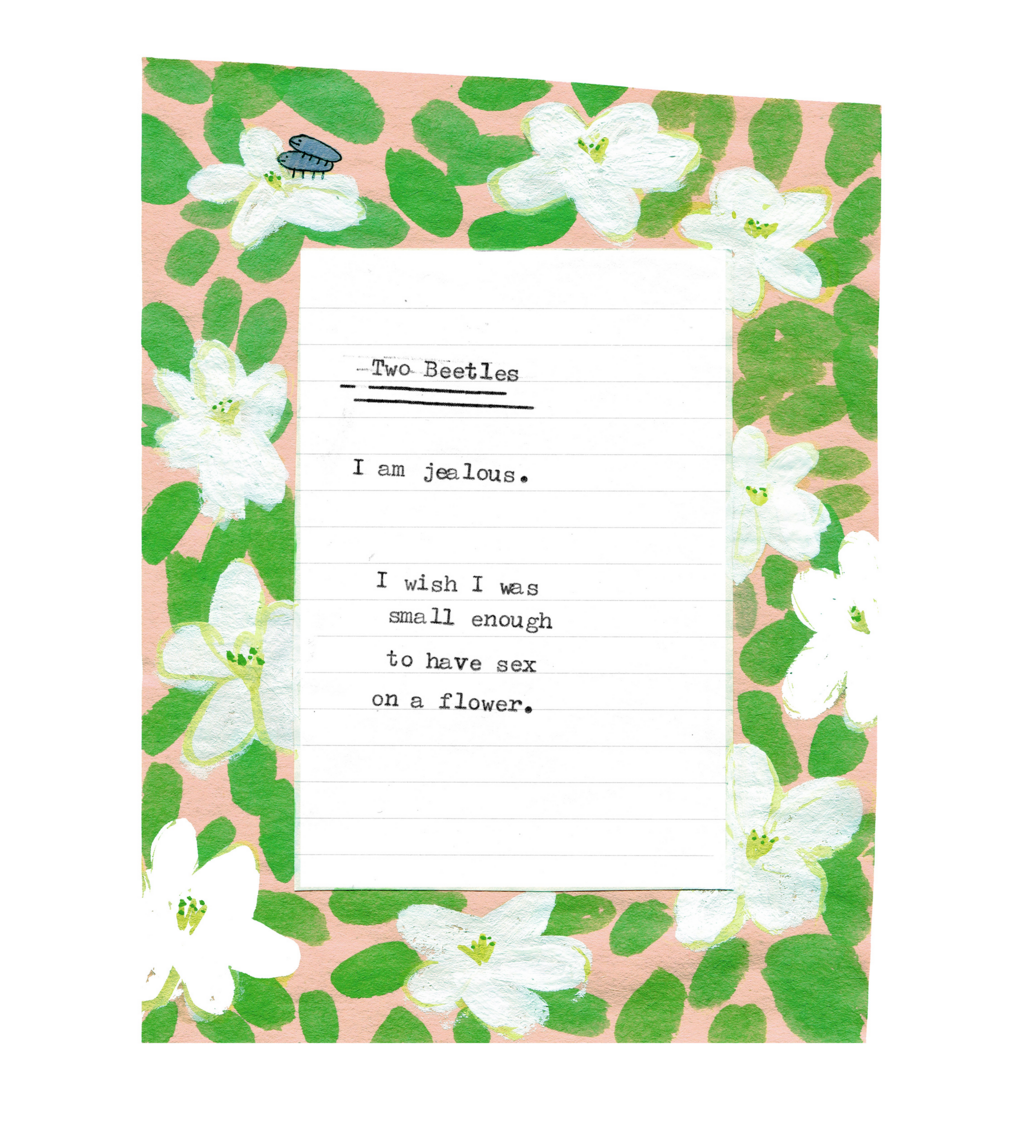 Two Beetles
I am jealous.
I wish I was
small enough
to have sex
on a flower.